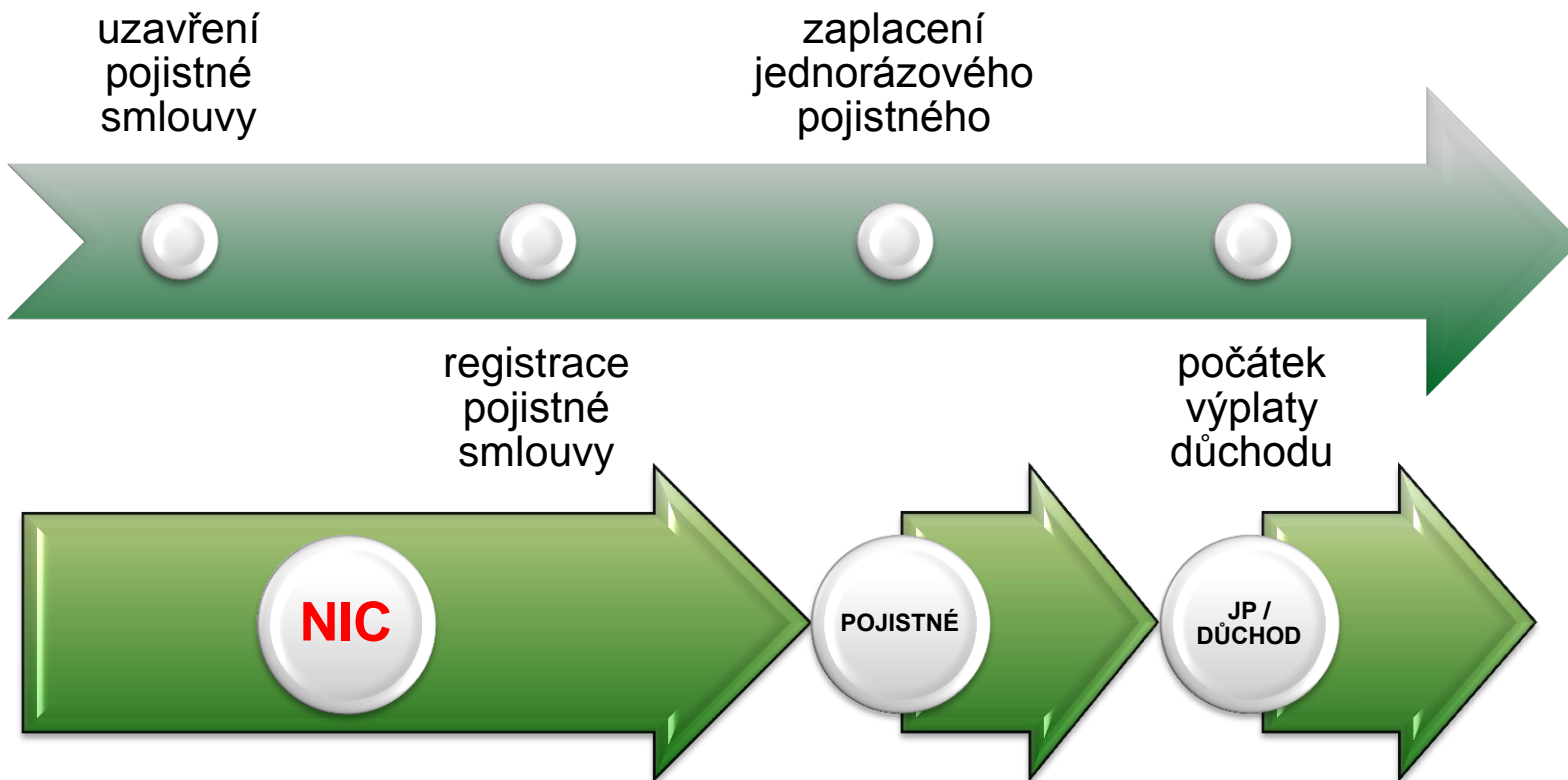 uzavření
pojistné
smlouvy
zaplacení
jednorázového
pojistného
registrace
pojistné
smlouvy
počátek
výplaty
důchodu
NIC
POJISTNÉ
JP /
DŮCHOD